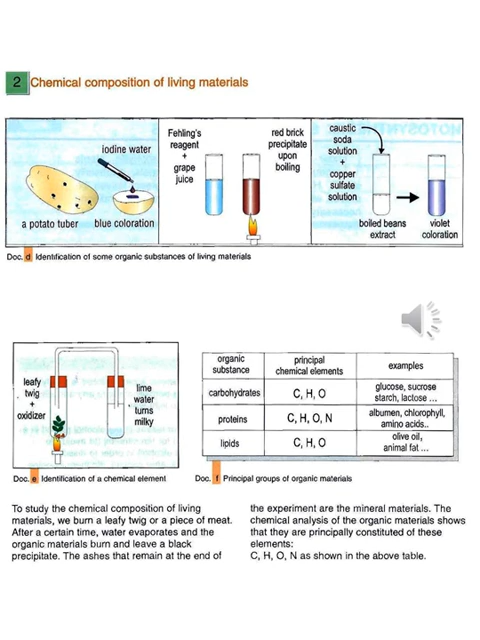 2 Chemical composition of living materials
iodine water
a potato tuber
blue coloration
Fehling's
reagent
+
grape
juice
red brick
precipitate
upon
boiling
caustic
soda
solution
+
copper
sulfate
solution
boiled beans
extract
violet
coloration
Doc. d Identification of some organic substances of living materials
leafy
twig
+
oxidizer
lime
water
turns
milky
Doc. e Identification of a chemical element
organic
substance
principal
chemical elements
examples
carbohydrates
C, H, O
glucose, sucrose
starch, lactose ...
proteins
C, H, O, N
albumen, chlorophyll,
amino acids..
lipids
C, H, O
olive oil,
animal fat ...
Doc. f Principal groups of organic materials
To study the chemical composition of living
materials, we burn a leafy twig or a piece of meat.
After a certain time, water evaporates and the
organic materials burn and leave a black
precipitate. The ashes that remain at the end of
the experiment are the mineral materials. The
chemical analysis of the organic materials shows
that they are principally constituted of these
elements:
C, H, O, N as shown in the above table.